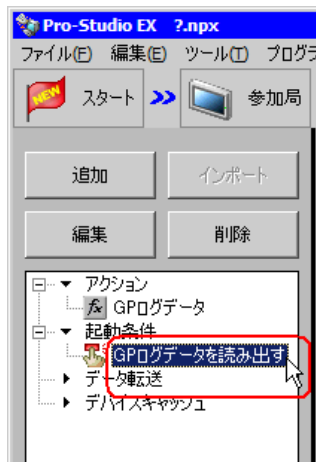 Pro-Studio EX ?.npx
ファイル(F) 編集(E) ツール(T) プログラ
NEW スタート >> 参加局
追加 インポート
編集 削除
アクション
fx GPログデータ
起動条件
GPログデータを読み出す
データ転送
デバイスキャッシュ